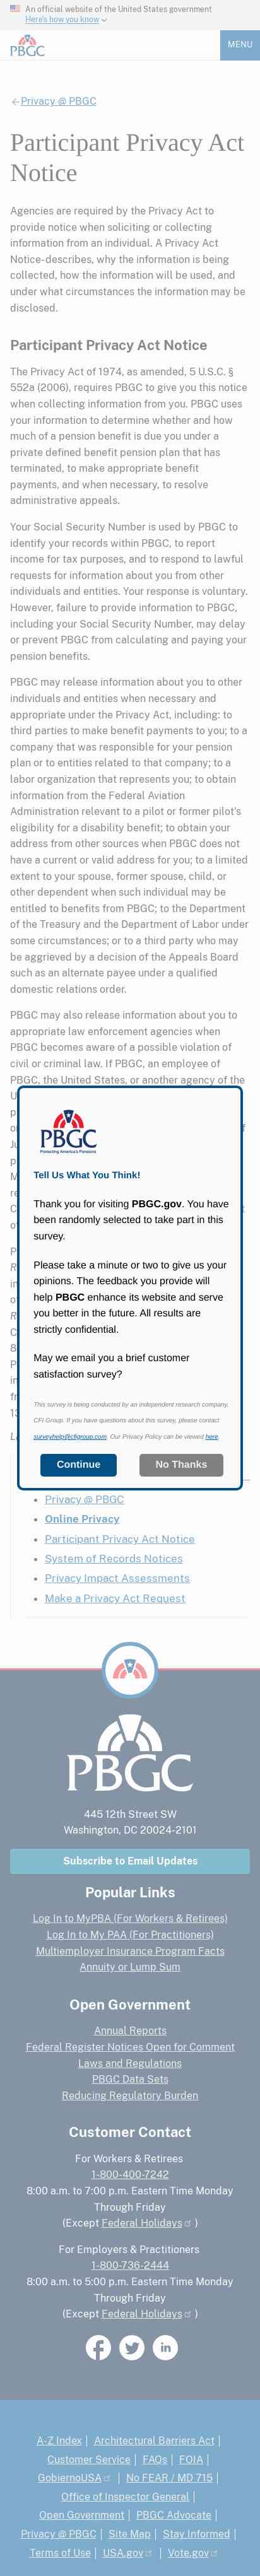 An official website of the United States government
Here's how you know
PBGC
MENU
Privacy @ PBGC
Participant Privacy Act
Notice
Agencies are required by the Privacy Act to
provide notice when soliciting or collecting
information from an individual. A Privacy Act
Notice-describes, why the information is being
collected, how the information will be used, and
under what circumstances the information may be
disclosed.
Participant Privacy Act Notice
The Privacy Act of 1974, as amended, 5 U.S.C. §
552a (2006), requires PBGC to give you this notice
when collecting information from you. PBGC uses
your information to determine whether and how
much of a pension benefit is due you under a
private defined benefit pension plan that has
terminated, to make appropriate benefit
payments, and when necessary, to resolve
administrative appeals.
Your Social Security Number is used by PBGC to
identify your records within PBGC, to report
income for tax purposes, and to respond to lawful
requests for information about you from other
individuals and entities. Your response is voluntary.
However, failure to provide information to PBGC,
including your Social Security Number, may delay
or prevent PBGC from calculating and paying your
pension benefits.
PBGC may release information about you to other
individuals and entities when necessary and
appropriate under the Privacy Act, including: to
third parties to make benefit payments to you; to a
company that was responsible for your pension
plan or to entities related to that company; to a
labor organization that represents you; to obtain
information from the Federal Aviation
Administration relevant to a pilot or former pilot's
eligibility for a disability benefit; to obtain your
address from other sources when PBGC does not
have a current or valid address for you; to a limited
extent to your spouse, former spouse, child, or
other dependent when such individual may be
entitled to benefits from PBGC; to the Department
of the Treasury and the Department of Labor under
some circumstances; or to a third party who may
be aggrieved by a decision of the Appeals Board
due to certain limitations such as with qualified
domestic relations order.
PBGC may also release information about you to
appropriate law enforcement agencies when
PBGC becomes aware of a possible violation of
civil or criminal law. If PBGC, an employee of
PBGC, the United States, or another agency of the
PBGC
Protecting America's Pensions
Tell Us What You Think!
Thank you for visiting PBGC.gov. You have
been randomly selected to take part in this
survey.
Please take a minute or two to give us your
opinions. The feedback you provide will
help PBGC enhance its website and serve
you better in the future. All results are
strictly confidential.
May we email you a brief customer
satisfaction survey?
This survey is being conducted by an independent research company,
CFI Group. If you have questions about this survey, please contact
surveyhelp@cfigroup.com. Our Privacy Policy can be viewed here.
Continue No Thanks
Privacy @ PBGC
Online Privacy
Participant Privacy Act Notice
System of Records Notices
Privacy Impact Assessments
Make a Privacy Act Request
PBGC
445 12th Street SW
Washington, DC 20024-2101
Subscribe to Email Updates
Popular Links
Log In to MyPBA (For Workers & Retirees)
Log In to My PAA (For Practitioners)
Multiemployer Insurance Program Facts
Annuity or Lump Sum
Open Government
Annual Reports
Federal Register Notices Open for Comment
Laws and Regulations
PBGC Data Sets
Reducing Regulatory Burden
Customer Contact
For Workers & Retirees
1-800-400-7242
8:00 a.m. to 7:00 p.m. Eastern Time Monday
Through Friday
(Except Federal Holidays )
For Employers & Practitioners
1-800-736-2444
8:00 a.m. to 5:00 p.m. Eastern Time Monday
Through Friday
(Except Federal Holidays )
A-Z Index | Architectural Barriers Act |
Customer Service | FAQs | FOIA |
GobiernoUSA | No FEAR / MD 715 |
Office of Inspector General |
Open Government | PBGC Advocate |
Privacy @ PBGC | Site Map | Stay Informed |
Terms of Use | USA.gov | Vote.gov